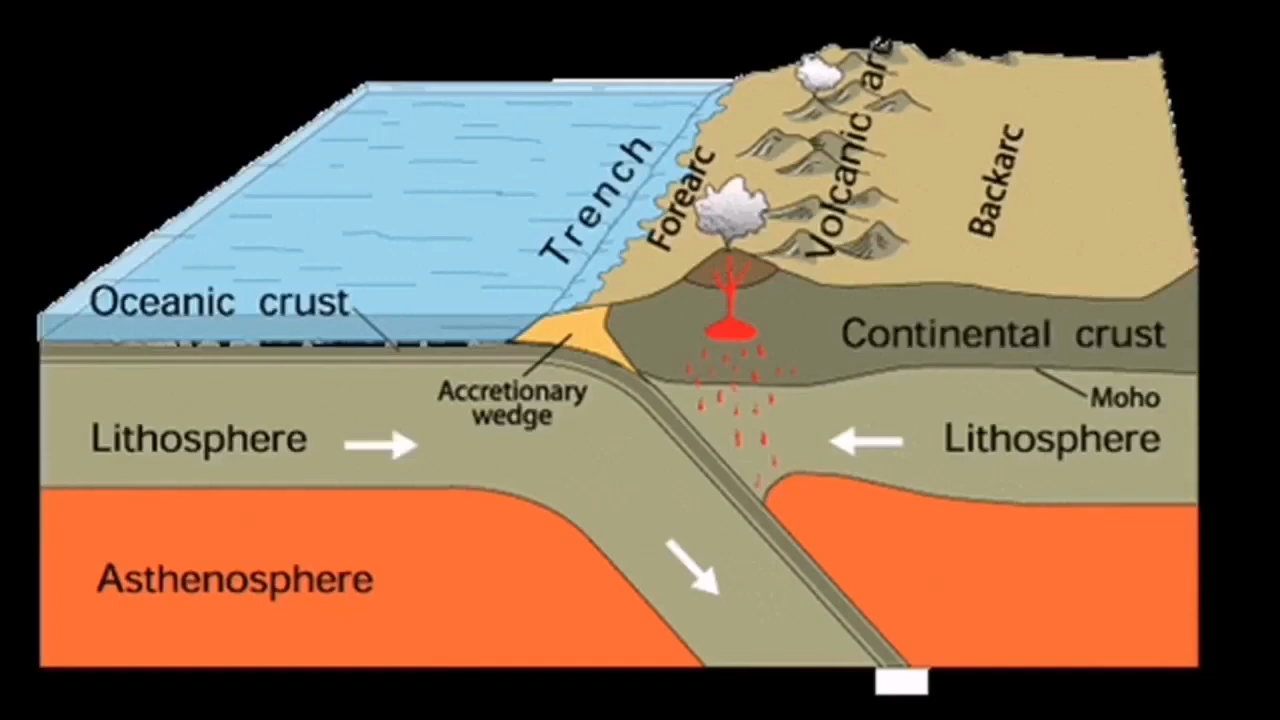 Trench
Forearc
Volcanic arc
Backarc
Oceanic crust
Continental crust
Accretionary
wedge
Moho
Lithosphere
Lithosphere
Asthenosphere